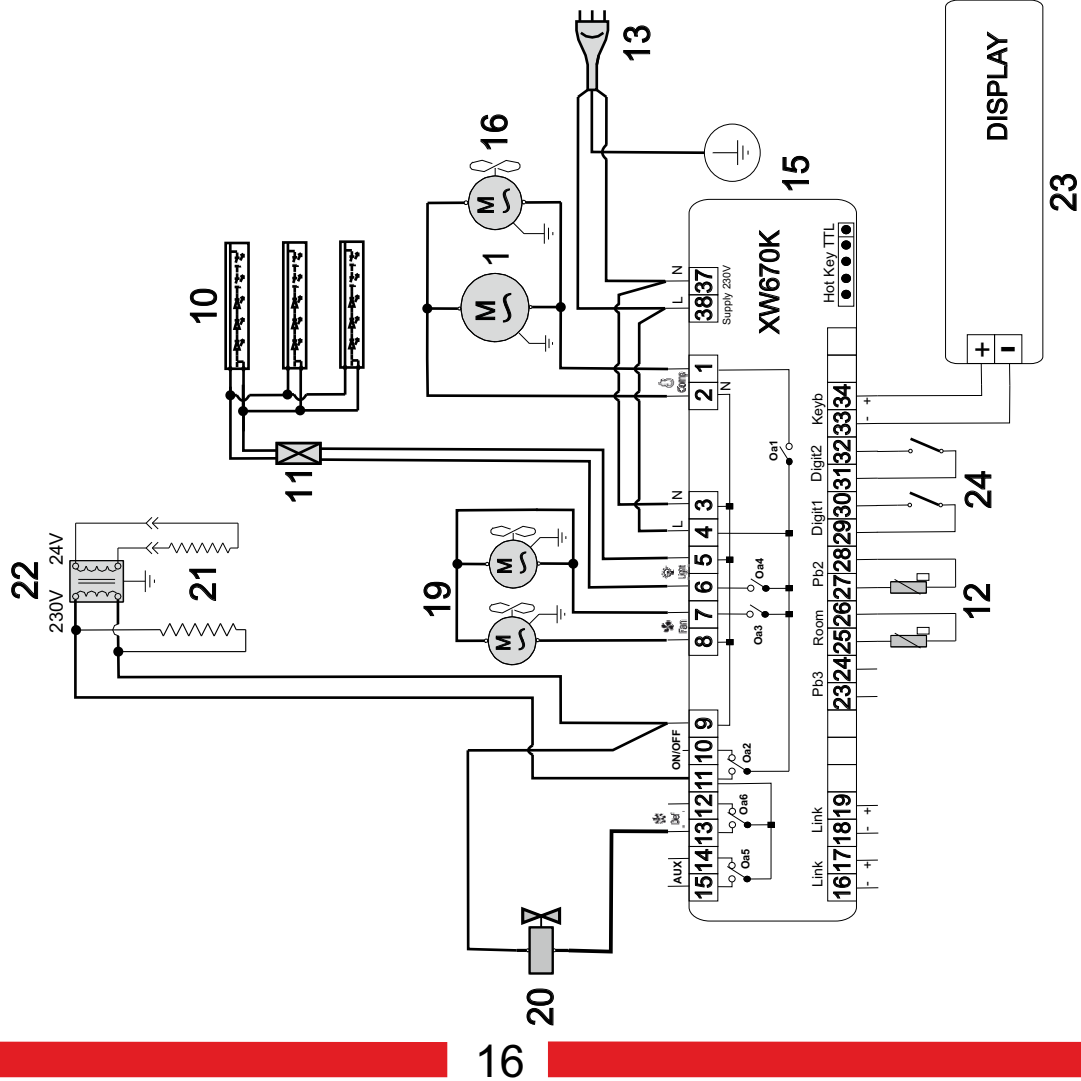 22
230V
24V
21
10
11
19
M
M
M
1
M
16
13
15
20
DISPLAY
+
-
23
XW670K
Hot Key TTL
N
L
37
38
Supply 230V
Comp
1
2
N
N
3
L
4
Light
5
6
Fan
7
8
9
ON/OFF
10
11
Def
12
13
AUX
14
15
Oa1
Oa4
Oa3
Oa2
Oa6
Oa5
Keyb
34
33
+
-
Digit2
32
31
Digit1
30
29
Pb2
28
27
Room
26
25
Pb3
24
23
Link
19
18
+
-
Link
17
16
+
-
24
12
16